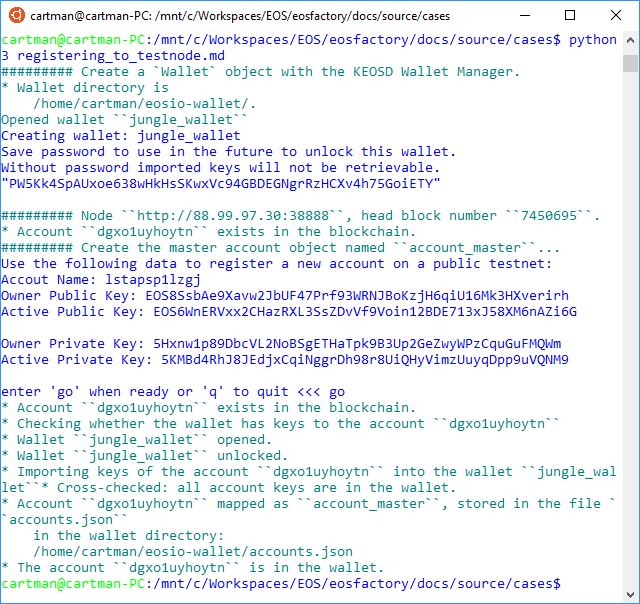 cartman@cartman-PC: /mnt/c/Workspaces/EOS/eosfactory/docs/source/cases
cartman@cartman-PC:/mnt/c/Workspaces/EOS/eosfactory/docs/source/cases$ python
3 registering_to_testnode.md
######### Create a `Wallet` object with the KEOSD Wallet Manager.
* Wallet directory is
    /home/cartman/eosio-wallet/.
Opened wallet ``jungle_wallet``
Creating wallet: jungle_wallet
Save password to use in the future to unlock this wallet.
Without password imported keys will not be retrievable.
"PW5Kk4SpAUxoe638wHkHsSKwxVc94GBDEGNgrRzHCXv4h75GoiETY"

######### Node ``http://88.99.97.30:38888``, head block number ``7450695``.
* Account ``dgxo1uyhoytn`` exists in the blockchain.
######### Create the master account object named ``account_master``...
Use the following data to register a new account on a public testnet:
Accout Name: lstapsp1lzgj
Owner Public Key: EOS8SsbAe9Xavw2JbUF47Prf93WRNJBoKzjH6qiU16Mk3HXverirh
Active Public Key: EOS6WnERVxx2CHazRXL3SsZDvVf9Voin12BDE713xJ58XM6nAZi6G

Owner Private Key: 5Hxnw1p89DbcVL2NoBSgETHaTpk9B3Up2GeZwyWPzCquGuFMQWm
Active Private Key: 5KMBd4RhJ8JEdjxCqiNggrDh98r8UiQHyVimzUuyqDpp9uVQNM9

enter 'go' when ready or 'q' to quit <<< go
* Account ``dgxo1uyhoytn`` exists in the blockchain.
* Checking whether the wallet has keys to the account ``dgxo1uyhoytn``
* Wallet ``jungle_wallet`` opened.
* Wallet ``jungle_wallet`` unlocked.
* Importing keys of the account ``dgxo1uyhoytn`` into the wallet ``jungle_wal
let``* Cross-checked: all account keys are in the wallet.
* Account ``dgxo1uyhoytn`` mapped as ``account_master``, stored in the file `
`accounts.json``
    in the wallet directory:
    /home/cartman/eosio-wallet/accounts.json
* The account ``dgxo1uyhoytn`` is in the wallet.
cartman@cartman-PC:/mnt/c/Workspaces/EOS/eosfactory/docs/source/cases$